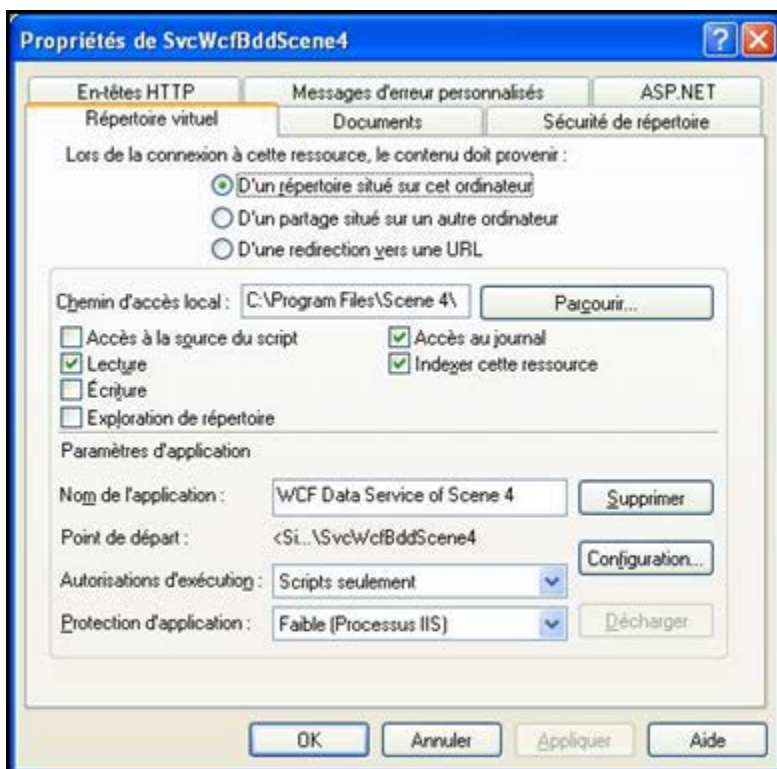 Propriétés de SvcWcfBddScene4
En-têtes HTTP Messages d'erreur personnalisés ASP.NET
Répertoire virtuel Documents Sécurité de répertoire
Lors de la connexion à cette ressource, le contenu doit provenir :
D'un répertoire situé sur cet ordinateur
D'un partage situé sur un autre ordinateur
D'une redirection vers une URL
Chemin d'accès local : C:\Program Files\Scene 4\ Parcourir...
Accès à la source du script Accès au journal
Lecture Indexer cette ressource
Écriture
Exploration de répertoire
Paramètres d'application
Nom de l'application : WCF Data Service of Scene 4 Supprimer
Point de départ : <Si...\SvcWcfBddScene4
Configuration...
Autorisations d'exécution : Scripts seulement
Protection d'application : Faible (Processus IIS) Décharger
OK Annuler Appliquer Aide